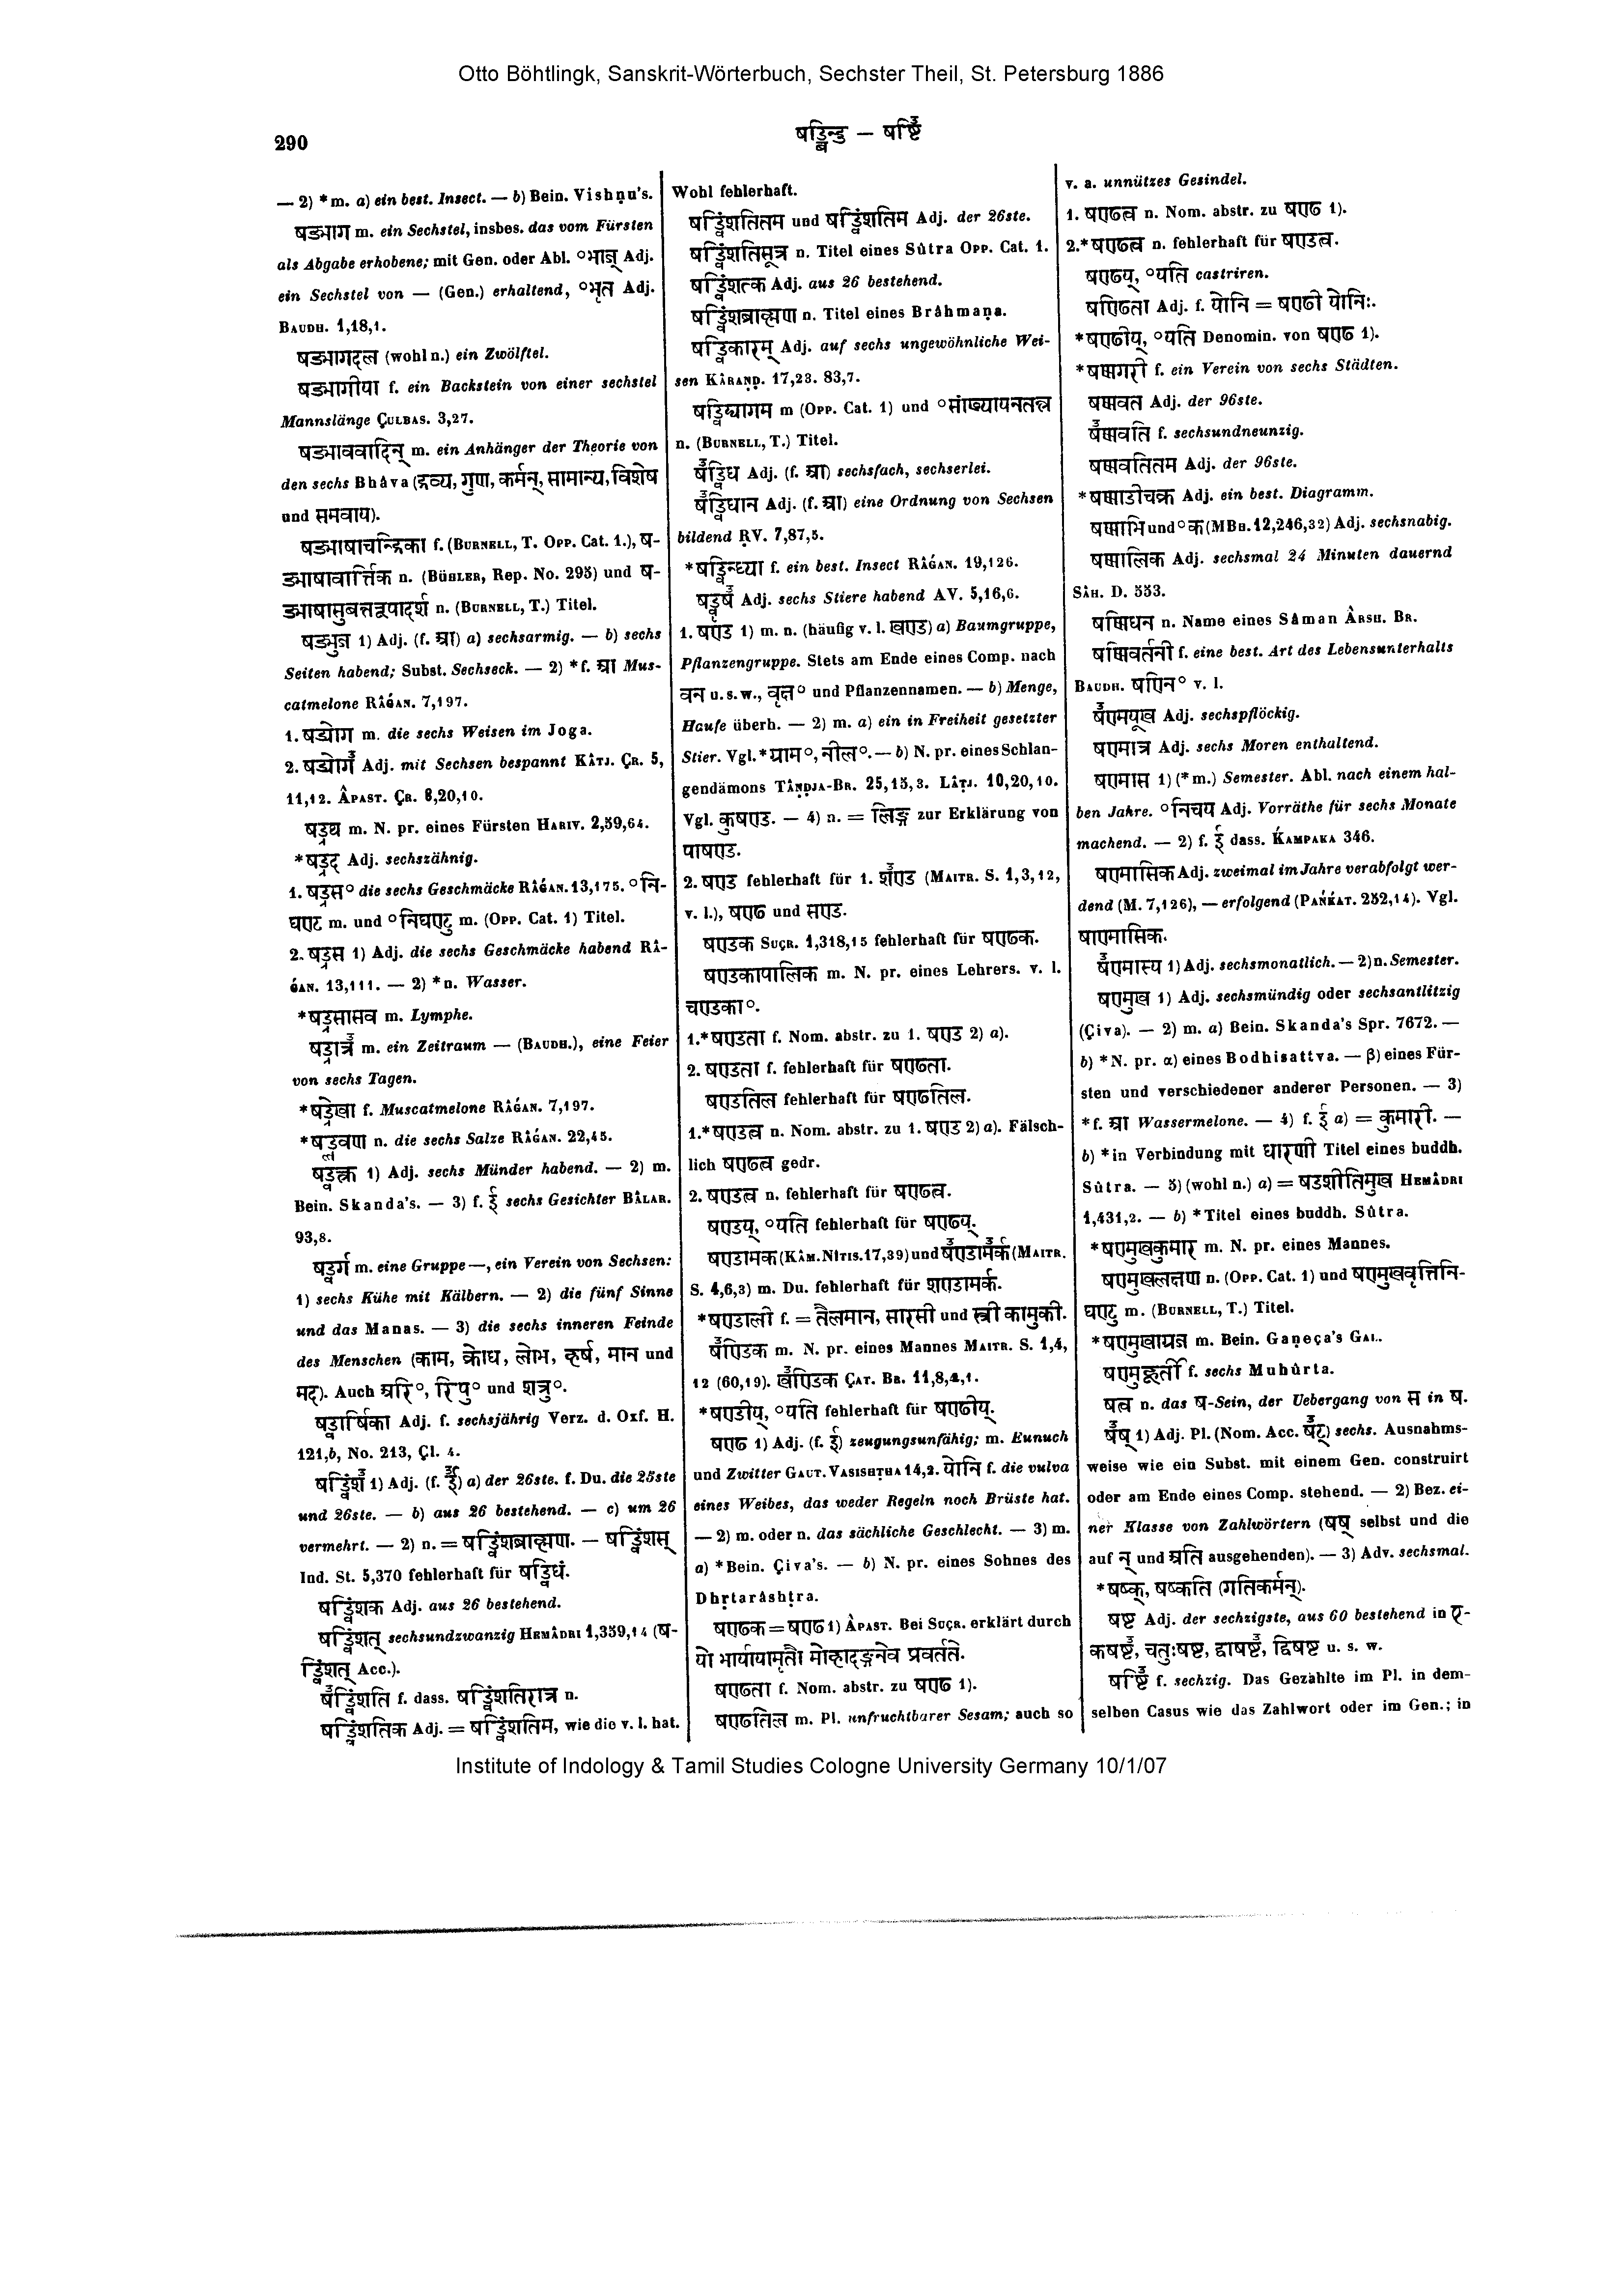 Otto Böhtlingk, Sanskrit-Wörterbuch, Sechster Theil, St. Petersburg 1886
290
षड्बिन्दु — षष्टि
— 2) *m. a) ein best. Insect. — b) Bein. Vishṇu's.
षड्भाग m. ein Sechstel, insbes. das vom Fürsten
als Abgabe erhobene; mit Gen. oder Abl. °भाज् Adj.
ein Sechstel von — (Gen.) erhaltend, °भृत Adj.
BAUDH. 1,18,1.
षड्भागदल (wohl n.) ein Zwölftel.
षड्भागीया f. ein Backstein von einer sechstel
Mannslänge ÇULBAS. 3,27.
षड्भाववादिन् m. ein Anhänger der Theorie von
den sechs Bhâva (द्रव्य, गुण, कर्मन्, सामान्य, विशेष
und समवाय).
षड्भाषाचन्द्रिका f. (BURNELL, T. OPP. Cat. 1.), ष-
ड्भाषावार्त्तिक n. (BÜHLER, Rep. No. 295) und ष-
ड्भाषासुबन्तरूपादर्श n. (BURNELL, T.) Titel.
षड्भुज 1) Adj. (f. आ) a) sechsarmig. — b) sechs
Seiten habend; Subst. Sechseck. — 2) *f. आ Mus-
catmelone RÂǴAN. 7,197.
1. षड्योग m. die sechs Weisen im Joga.
2. षड्योग Adj. mit Sechsen bespannt KÂTJ. ÇR. 5,
11,12. ÂPAST. ÇR. 8,20,10.
षड्रथ m. N. pr. eines Fürsten HARIV. 2,59,64.
*षड्रद Adj. sechszähnig.
1. षड्रस° die sechs Geschmäcke RÂǴAN. 13,175. °नि-
घण्ट m. und °निघण्टु m. (OPP. Cat. 1) Titel.
2. षड्रस 1) Adj. die sechs Geschmäcke habend RÂ-
ǴAN. 13,111. — 2) *n. Wasser.
*षड्रसासव m. Lymphe.
षड्रात्र m. ein Zeitraum — (BAUDH.), eine Feier
von sechs Tagen.
*षड्रेखा f. Muscatmelone RÂǴAN. 7,197.
*षड्लवण n. die sechs Salze RÂǴAN. 22,45.
षड्वक्त्र 1) Adj. sechs Münder habend. — 2) m.
Bein. Skanda's. — 3) f. ई sechs Gesichter BÂLAR.
93,8.
षड्वर्ग m. eine Gruppe —, ein Verein von Sechsen:
1) sechs Kühe mit Kälbern. — 2) die fünf Sinne
und das Manas. — 3) die sechs inneren Feinde
des Menschen (काम, क्रोध, लोभ, हर्ष, मान und
मद). Auch अरि°, रिपु° und शत्रु°.
षड्वार्षिका Adj. f. sechsjährig Verz. d. Oxf. H.
121,b, No. 213, Çl. 4.
षड्विंश 1) Adj. (f. ई) a) der 26ste. f. Du. die 25ste
und 26ste. — b) aus 26 bestehend. — c) um 26
vermehrt. — 2) n. = षड्विंशब्राह्मण. — षड्विंशस्
Ind. St. 5,370 fehlerhaft für षड्विधं.
षड्विंशक Adj. aus 26 bestehend.
षड्विंशत् sechsundzwanzig HEMÂDRI 1,359,14 (ष-
ड्विंशत् Acc.).
षड्विंशति f. dass. षड्विंशतिरात्र n.
षड्विंशतिक Adj. = षड्विंशतिम, wie die v. l. hat.
Wohl fehlerhaft.
षड्विंशतितम und षड्विंशतिम Adj. der 26ste.
षड्विंशतिसूत्र n. Titel eines Sûtra OPP. Cat. 1.
षड्विंशत्क Adj. aus 26 bestehend.
षड्विंशब्राह्मण n. Titel eines Brâhmaṇa.
षड्विकारम् Adj. auf sechs ungewöhnliche Wei-
sen KÂRAṆḌ. 17,23. 83,7.
षड्विद्यागम m (OPP. Cat. 1) und °सांख्यायनतन्त्र
n. (BURNELL, T.) Titel.
षड्विध Adj. (f. आ) sechsfach, sechserlei.
षड्विधान Adj. (f. आ) eine Ordnung von Sechsen
bildend ṚV. 7,87,5.
*षड्विन्ध्या f. ein best. Insect RÂǴAN. 19,126.
षड्वृष Adj. sechs Stiere habend AV. 5,16,6.
1. षण्ड 1) m. n. (häufig v. l. खण्ड) a) Baumgruppe,
Pflanzengruppe. Stets am Ende eines Comp. nach
वन u. s. w., वृक्ष° und Pflanzennamen. — b) Menge,
Haufe überh. — 2) m. a) ein in Freiheit gesetzter
Stier. Vgl. *ग्राम°, नील°. — b) N. pr. eines Schlan-
gendämons TÂṆḌJA-BR. 25,15,3. LÂṬJ. 10,20,10.
Vgl. कुषण्ड. — 4) n. = लिङ्ग zur Erklärung von
पाषण्ड.
2. षण्ड fehlerhaft für 1. शण्ड (MAITR. S. 1,3,12,
v. l.), षण्ढ und सण्ड.
षण्डक SUÇR. 1,318,15 fehlerhaft für षण्ढक.
षण्डकापालिक m. N. pr. eines Lehrers. v. l.
चण्डका°.
1.*षण्डता f. Nom. abstr. zu 1. षण्ड 2) a).
2. षण्डता f. fehlerhaft für षण्ढता.
षण्डतिल fehlerhaft für षण्ढतिल.
1.*षण्डत्व n. Nom. abstr. zu 1. षण्ड 2) a). Fälsch-
lich षण्ढत्व gedr.
2. षण्डत्व n. fehlerhaft für षण्ढत्व.
षण्डय्, °यति fehlerhaft für षण्ढय्.
षण्डामक (KÂM. NÎTIS. 17,39) und षण्डामर्क (MAITR.
S. 4,6,3) m. Du. fehlerhaft für शण्डामर्क.
*षण्डाली f. = तैलमान, सारसी und स्त्री कामुकी.
षण्डिक m. N. pr. eines Mannes MAITR. S. 1,4,
12 (60,19). खण्डिक ÇAT. BR. 11,8,4,1.
*षण्डीय्, °यति fehlerhaft für षण्ढीय्.
षण्ढ 1) Adj. (f. ई) zeugungsunfähig; m. Eunuch
und Zwitter GAUT. VASISHṬHA 14,2. योनि f. die vulva
eines Weibes, das weder Regeln noch Brüste hat.
— 2) m. oder n. das sächliche Geschlecht. — 3) m.
a) *Bein. Çiva's. — b) N. pr. eines Sohnes des
Dhṛtarâshṭra.
षण्ढक = षण्ढ 1) ÂPAST. Bei SUÇR. erklärt durch
यो भार्यायामृतौ मोहादङ्गनेव प्रवर्तते.
षण्ढता f. Nom. abstr. zu षण्ढ 1).
षण्ढतिल m. Pl. unfruchtbarer Sesam; auch so
v. a. unnützes Gesindel.
1. षण्ढत्व n. Nom. abstr. zu षण्ढ 1).
2.*षण्ढत्व n. fehlerhaft für षण्डत्व.
षण्ढय्, °यति castriren.
षण्ढिता Adj. f. योनि = षण्ढी योनिः.
*षण्ढीय्, °यति Denomin. von षण्ढ 1).
*षण्णगरी f. ein Verein von sechs Städten.
षण्णवत Adj. der 96ste.
षण्णवति f. sechsundneunzig.
षण्णवतितम Adj. der 96ste.
*षण्णाडीचक्र Adj. ein best. Diagramm.
षण्णाभि und °क (MBH. 12,246,32) Adj. sechsnabig.
षण्णालिक Adj. sechsmal 24 Minuten dauernd
SÂH. D. 553.
षण्णिधन n. Name eines Sâman ÂRSH. BR.
षण्णिवर्तनी f. eine best. Art des Lebensunterhalts
BAUDH. षण्णिन° v. l.
षण्मयूख Adj. sechspflöckig.
षण्मात्र Adj. sechs Moren enthaltend.
षण्मास 1) (*m.) Semester. Abl. nach einem hal-
ben Jahre. °निचय Adj. Vorräthe für sechs Monate
machend. — 2) f. ई dass. ḰAMPAKA 346.
षण्मासिक Adj. zweimal im Jahre verabfolgt wer-
dend (M. 7,126), — erfolgend (PAŃḰAT. 252,14). Vgl.
षाण्मासिक.
षण्मास्य 1) Adj. sechsmonatlich. — 2) n. Semester.
षण्मुख 1) Adj. sechsmündig oder sechsantlitzig
(Çiva). — 2) m. a) Bein. Skanda's Spr. 7672. —
b) *N. pr. α) eines Bodhisattva. — β) eines Für-
sten und verschiedener anderer Personen. — 3)
*f. आ Wassermelone. — 4) f. ई a) = कुमारी. —
b) *in Verbindung mit धारणी Titel eines buddh.
Sûtra. — 5) (wohl n.) a) = षडशीतिमुख HEMÂDRI
1,431,2. — b) *Titel eines buddh. Sûtra.
*षण्मुखकुमार m. N. pr. eines Mannes.
षण्मुखलक्षण n. (OPP. Cat. 1) und षण्मुखवृत्तिनि-
घण्टु m. (BURNELL, T.) Titel.
*षण्मुखाग्रज m. Bein. Gaṇeça's GAL.
षण्मुहूर्ती f. sechs Muhûrta.
षत्व n. das ष-Sein, der Uebergang von स in ष.
षष् 1) Adj. Pl. (Nom. Acc. षट्) sechs. Ausnahms-
weise wie ein Subst. mit einem Gen. construirt
oder am Ende eines Comp. stehend. — 2) Bez. ei-
ner Klasse von Zahlwörtern (षष् selbst und die
auf न् und अति ausgehenden). — 3) Adv. sechsmal.
*षष्क्, षष्कति (गतिकर्मन्).
षष्ट Adj. der sechzigste, aus 60 bestehend in ए-
कषष्ट, चतुःषष्ट, द्वाषष्ट, द्विषष्ट u. s. w.
षष्टि f. sechzig. Das Gezählte im Pl. in dem-
selben Casus wie das Zahlwort oder im Gen.; in
Institute of Indology & Tamil Studies Cologne University Germany 10/1/07